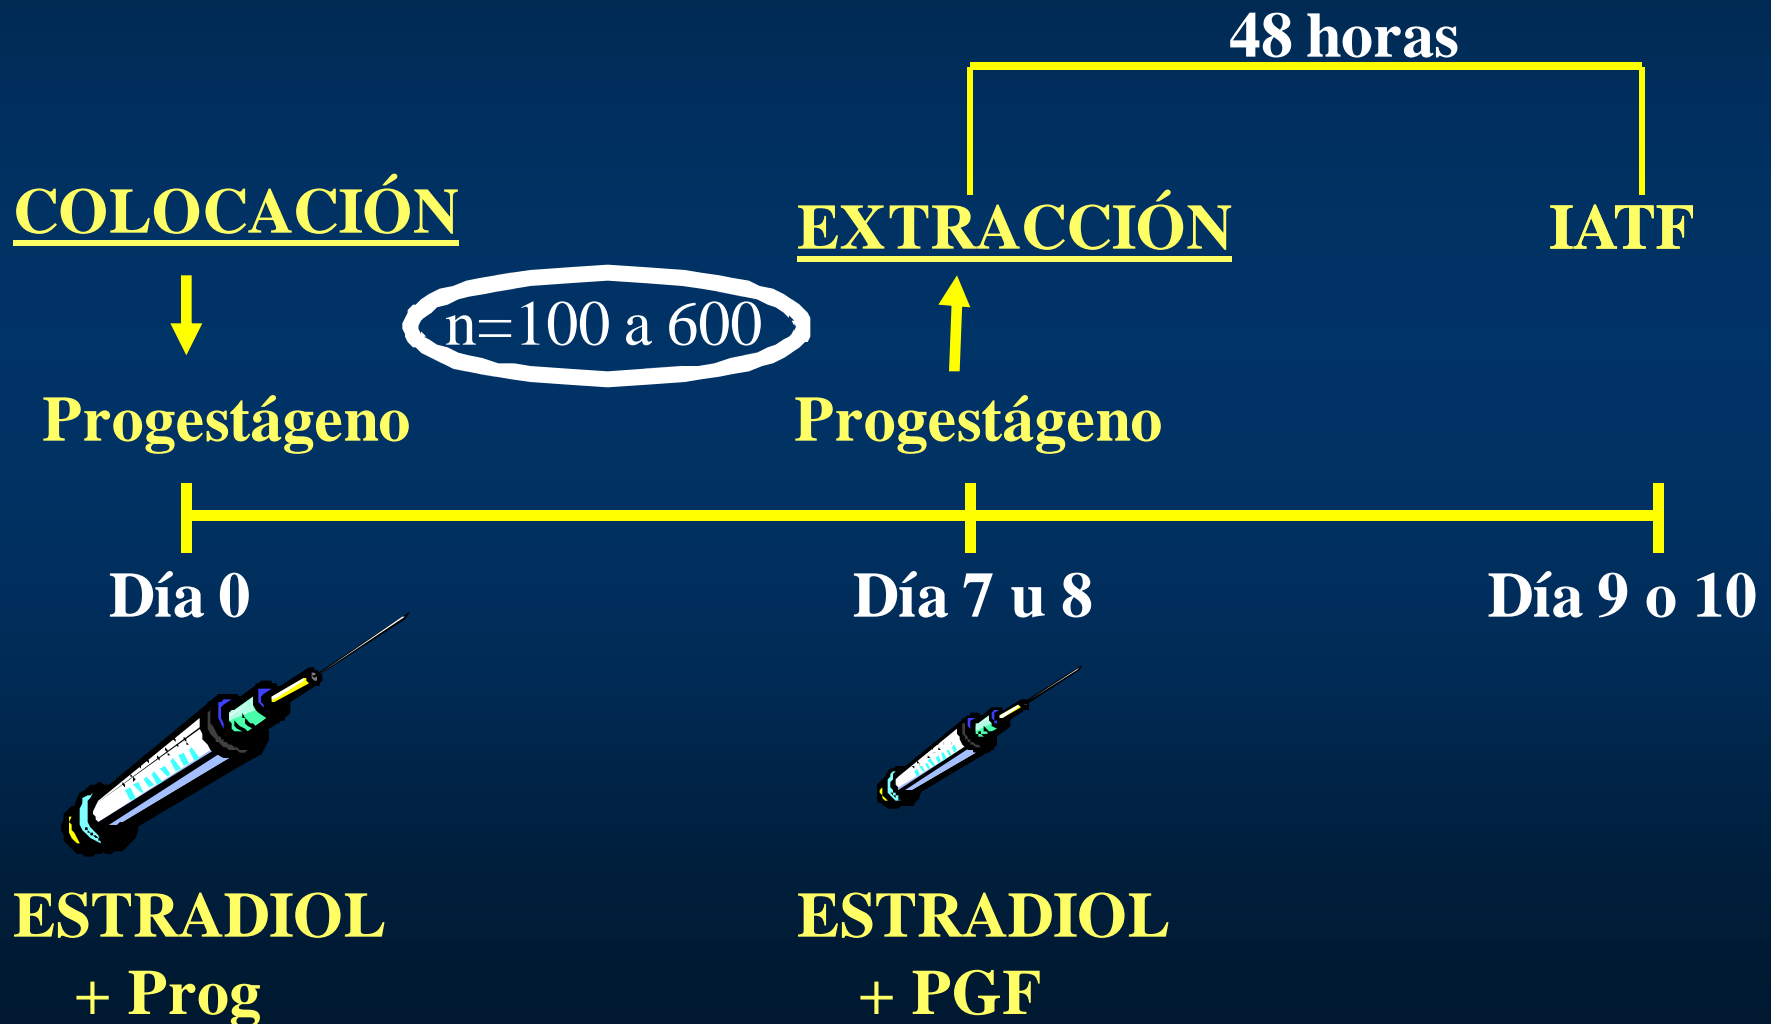 48 horas
COLOCACIÓN
EXTRACCIÓN
IATF
n=100 a 600
Progestágeno
Progestágeno
Día 0
Día 7 u 8
Día 9 o 10
ESTRADIOL
+ Prog
ESTRADIOL
+ PGF